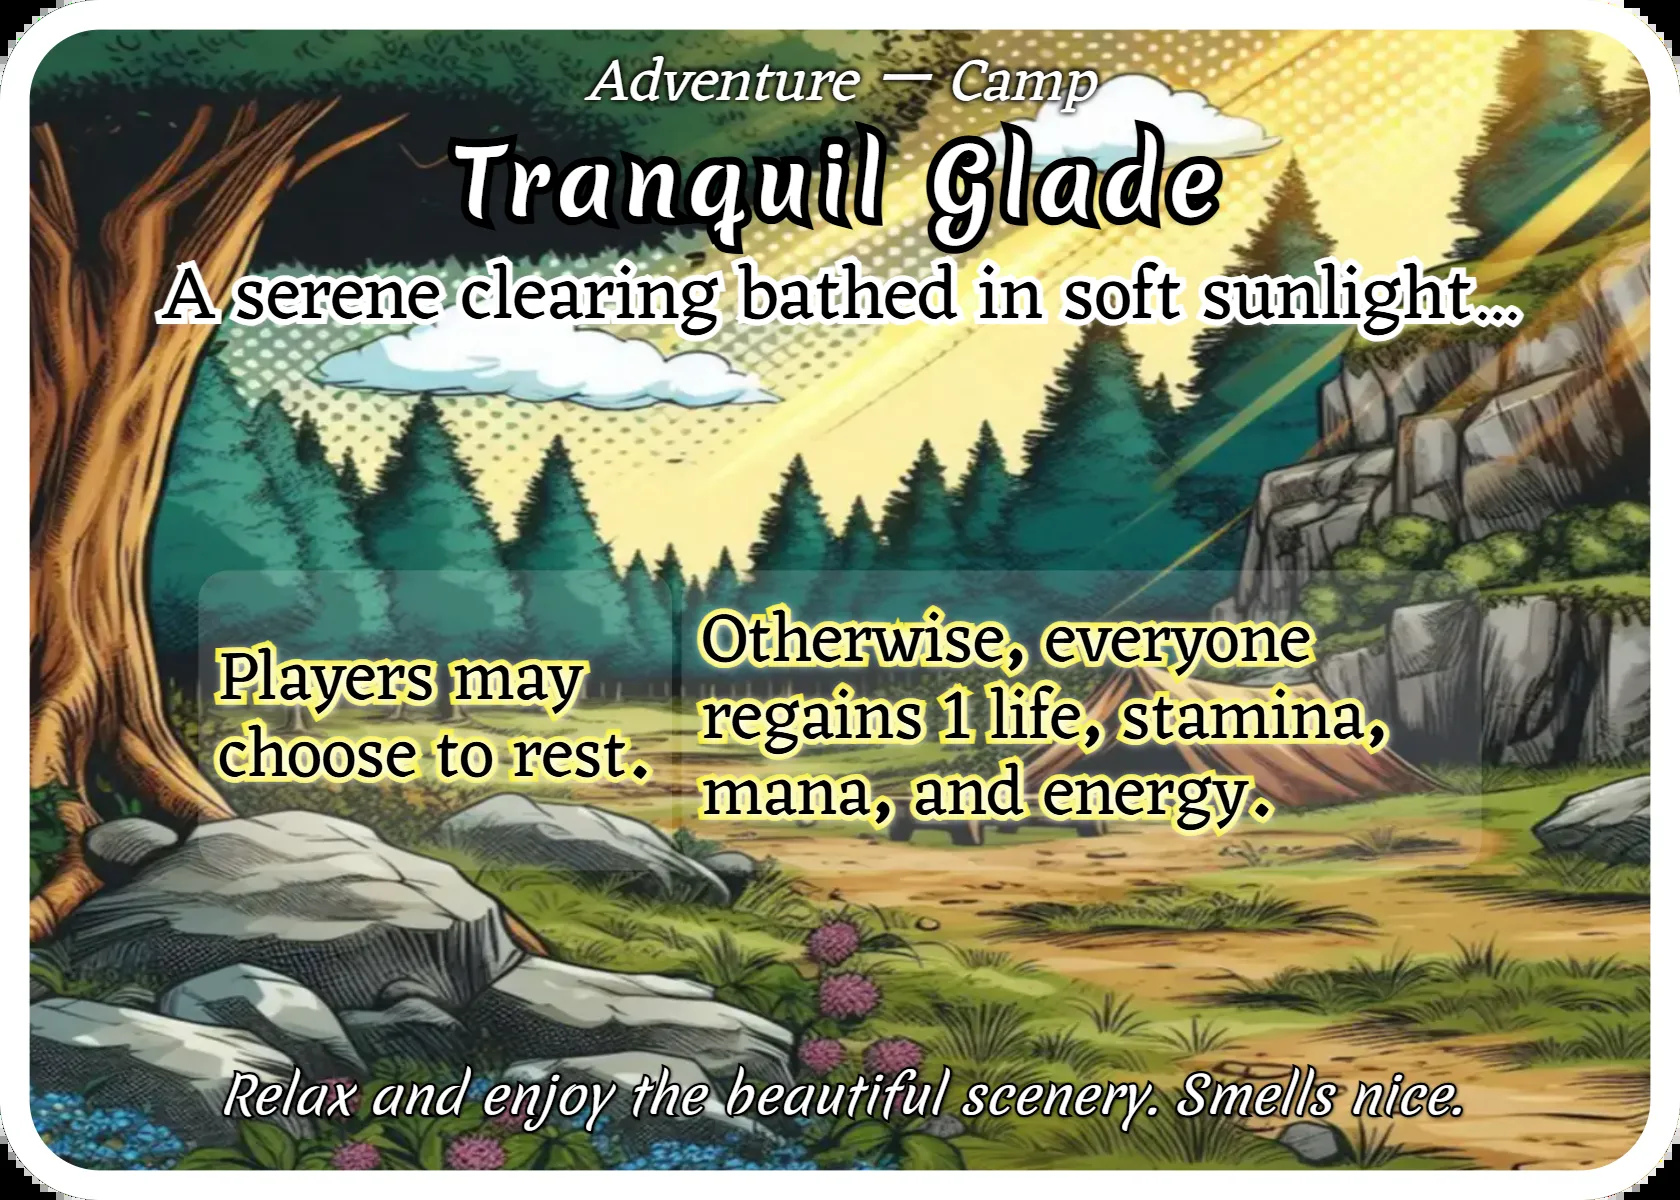 Adventure — Camp
Tranquil Glade
A serene clearing bathed in soft sunlight...
Players may
choose to rest.
Otherwise, everyone
regains 1 life, stamina,
mana, and energy.
Relax and enjoy the beautiful scenery. Smells nice.